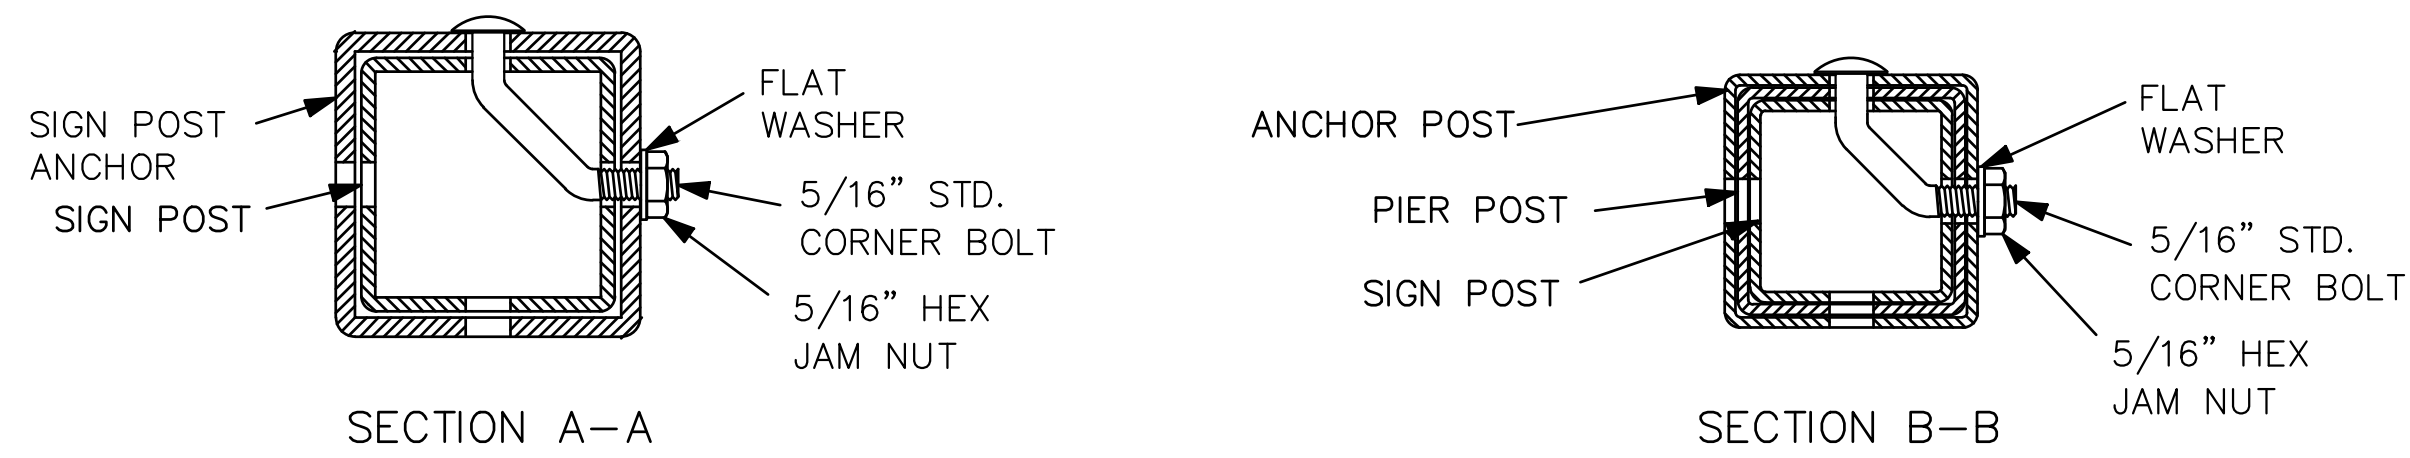 SIGN POST
ANCHOR
SIGN POST
FLAT
WASHER
5/16” STD.
CORNER BOLT
5/16” HEX
JAM NUT
SECTION A-A
ANCHOR POST
PIER POST
SIGN POST
FLAT
WASHER
5/16” STD.
CORNER BOLT
5/16” HEX
JAM NUT
SECTION B-B